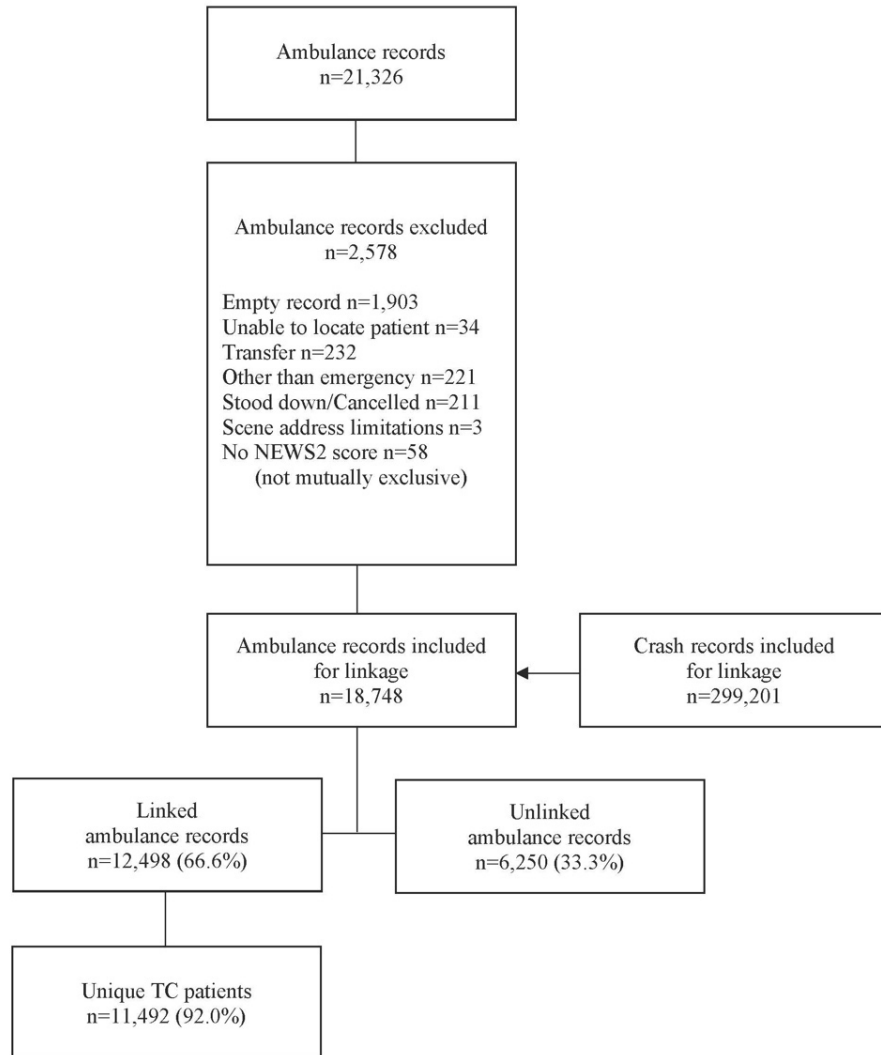 Ambulance records
n=21,326
Ambulance records excluded
n=2,578
Empty record n=1,903
Unable to locate patient n=34
Transfer n=232
Other than emergency n=221
Stood down/Cancelled n=211
Scene address limitations n=3
No NEWS2 score n=58
(not mutually exclusive)
Ambulance records included
for linkage
n=18,748
Crash records included
for linkage
n=299,201
Linked
ambulance records
n=12,498 (66.6%)
Unlinked
ambulance records
n=6,250 (33.3%)
Unique TC patients
n=11,492 (92.0%)